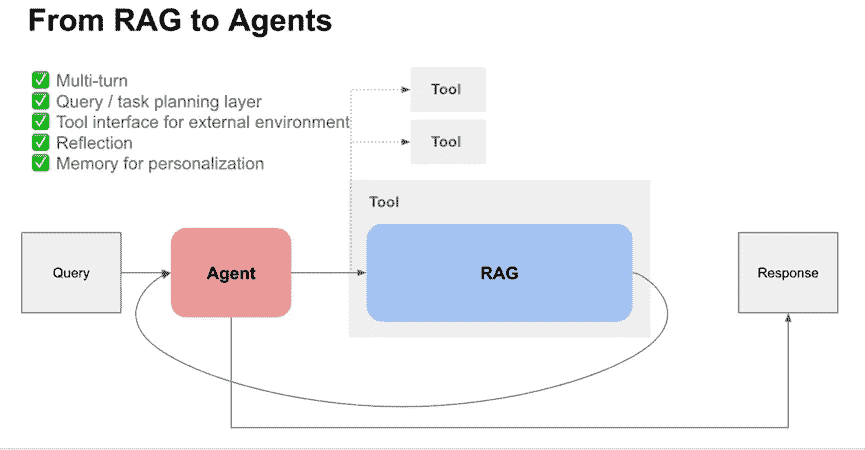 From RAG to Agents
✅ Multi-turn
✅ Query / task planning layer
✅ Tool interface for external environment
✅ Reflection
✅ Memory for personalization
Tool
Tool
Tool
Query
Agent
RAG
Response